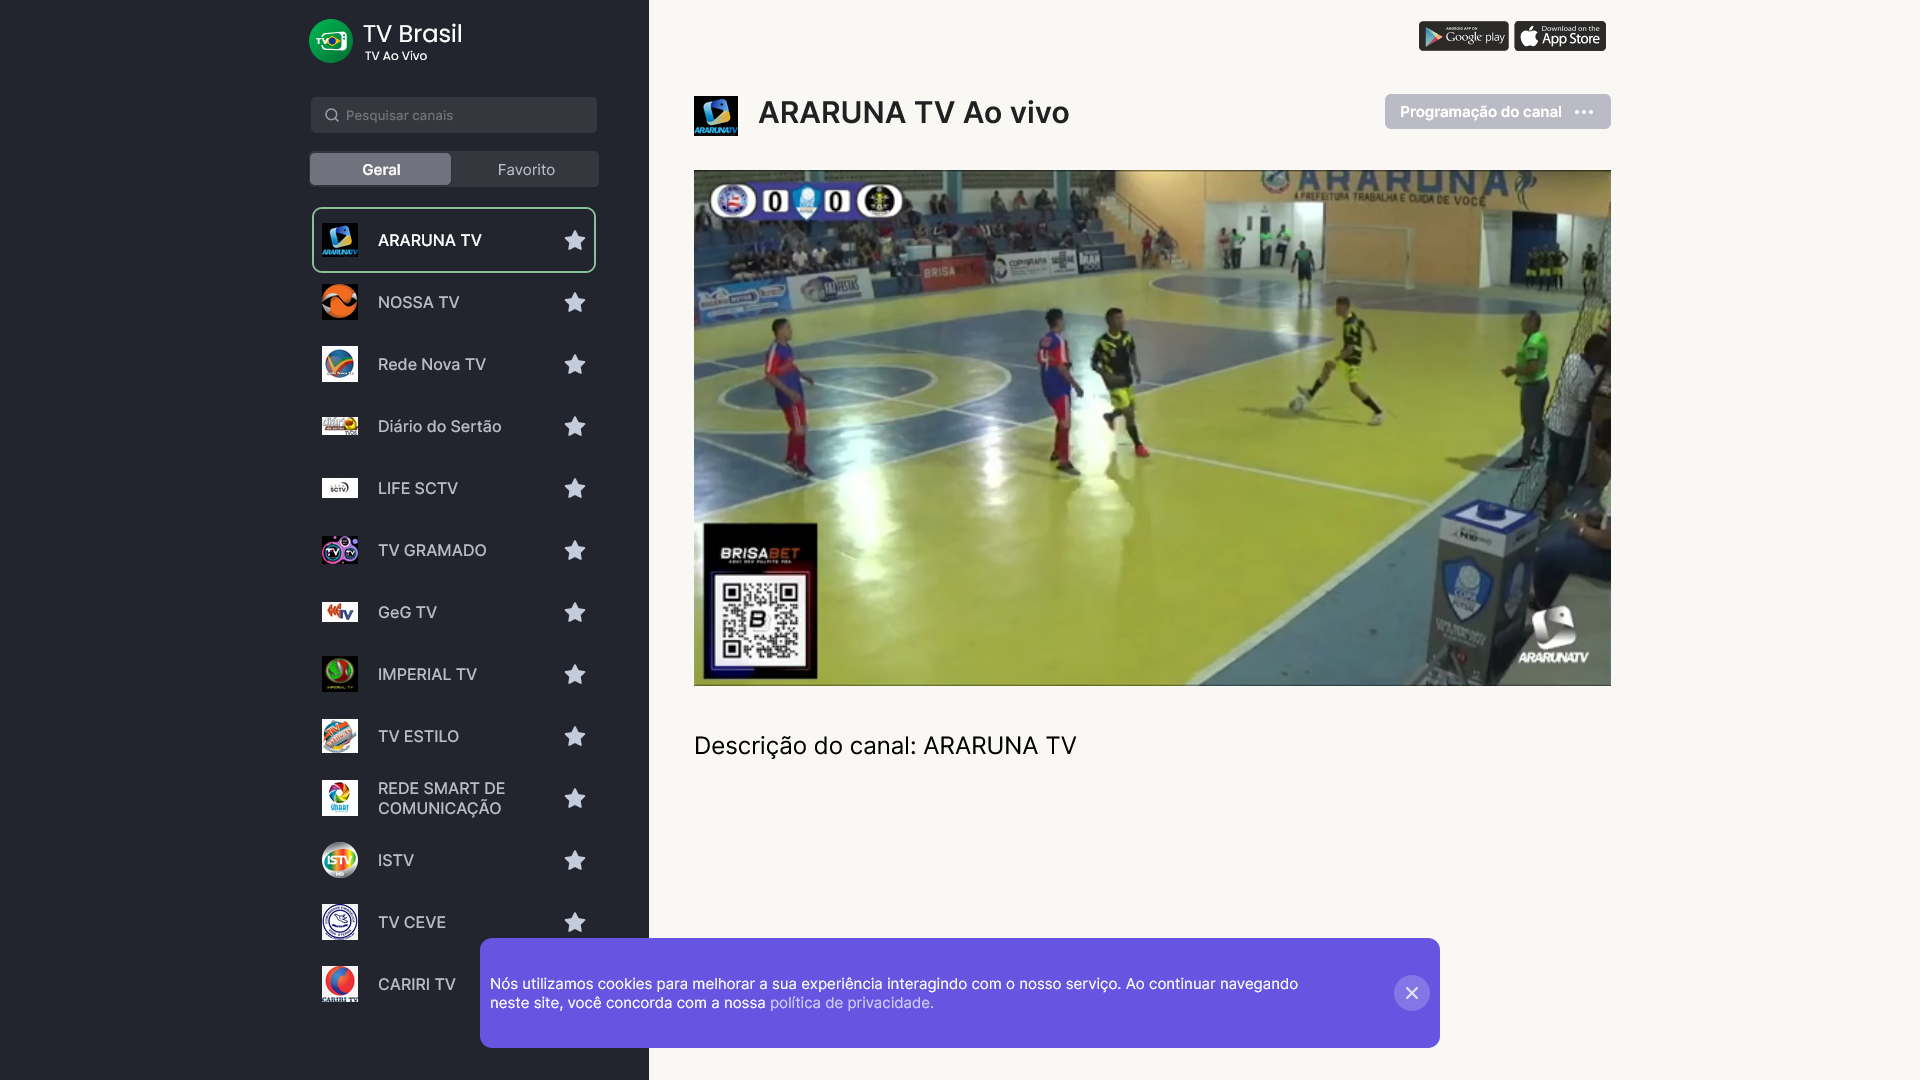 TV Brasil
TV Ao Vivo
Pesquisar canais
Geral
Favorito
ARARUNA TV
NOSSA TV
Rede Nova TV
Diário do Sertão
LIFE SCTV
TV GRAMADO
GeG TV
IMPERIAL TV
TV ESTILO
REDE SMART DE
COMUNICAÇÃO
ISTV
TV CEVE
CARIRI TV
ANDROID APP ON
Google play
Download on the
App Store
ARARUNA TV Ao vivo
Programação do canal
0 0
ARARUNA
A PREFEITURA TRABALHA E CUIDA DE VOCÊ
BRISABET
BRISABET
B
ARARUNATV
Descrição do canal: ARARUNA TV
Nós utilizamos cookies para melhorar a sua experiência interagindo com o nosso serviço. Ao continuar navegando
neste site, você concorda com a nossa política de privacidade.